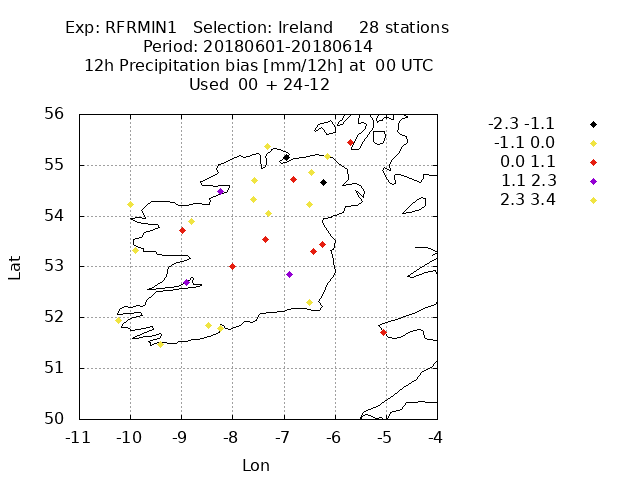 Exp: RFRMIN1 Selection: Ireland 28 stations
Period: 20180601-20180614
12h Precipitation bias [mm/12h] at 00 UTC
Used 00 + 24-12
-2.3 -1.1
-1.1 0.0
0.0 1.1
1.1 2.3
2.3 3.4
56
55
54
53
52
51
50
Lat
-11 -10 -9 -8 -7 -6 -5 -4
Lon